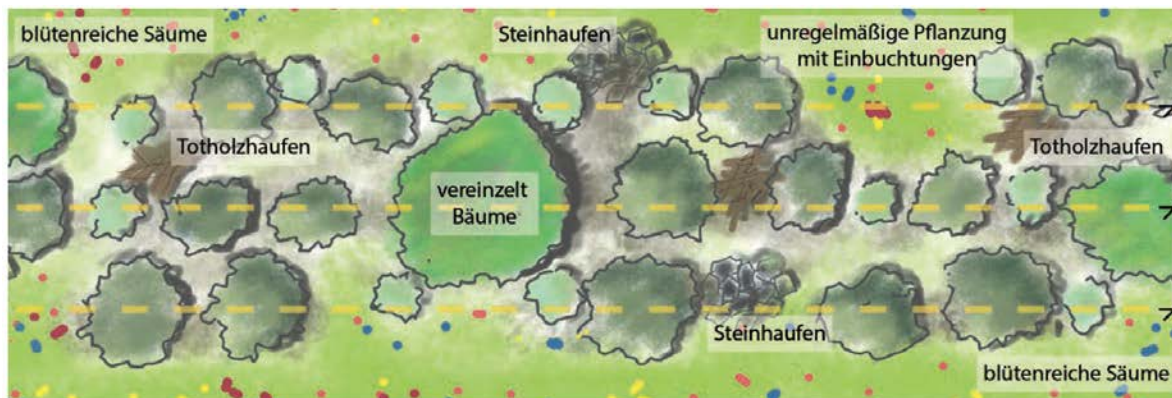 blütenreiche Säume
Steinhaufen
unregelmäßige Pflanzung
mit Einbuchtungen
Totholzhaufen
Totholzhaufen
vereinzelt
Bäume
Steinhaufen
blütenreiche Säume